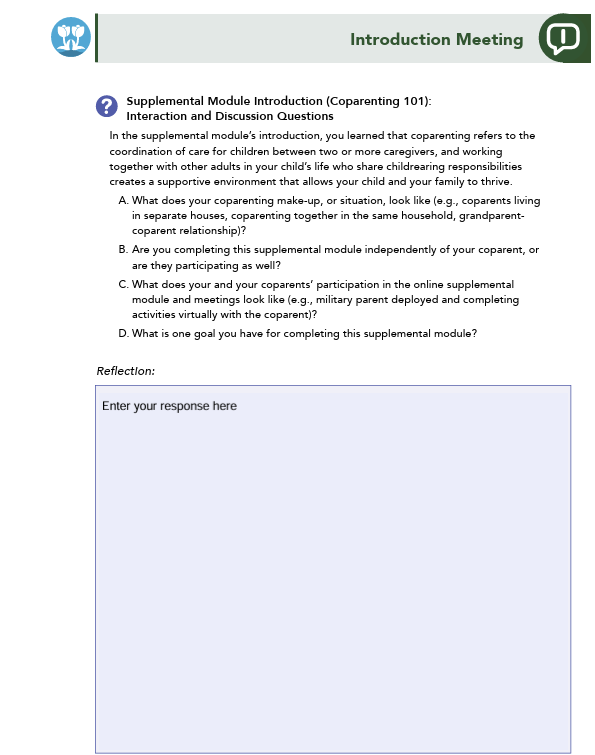 Introduction Meeting
Supplemental Module Introduction (Coparenting 101):
Interaction and Discussion Questions
In the supplemental module's introduction, you learned that coparenting refers to the
coordination of care for children between two or more caregivers, and working
together with other adults in your child's life who share childrearing responsibilities
creates a supportive environment that allows your child and your family to thrive.
A. What does your coparenting make-up, or situation, look like (e.g., coparents living
in separate houses, coparenting together in the same household, grandparent-
coparent relationship)?
B. Are you completing this supplemental module independently of your coparent, or
are they participating as well?
C. What does your and your coparents' participation in the online supplemental
module and meetings look like (e.g., military parent deployed and completing
activities virtually with the coparent)?
D. What is one goal you have for completing this supplemental module?
Reflection:
Enter your response here